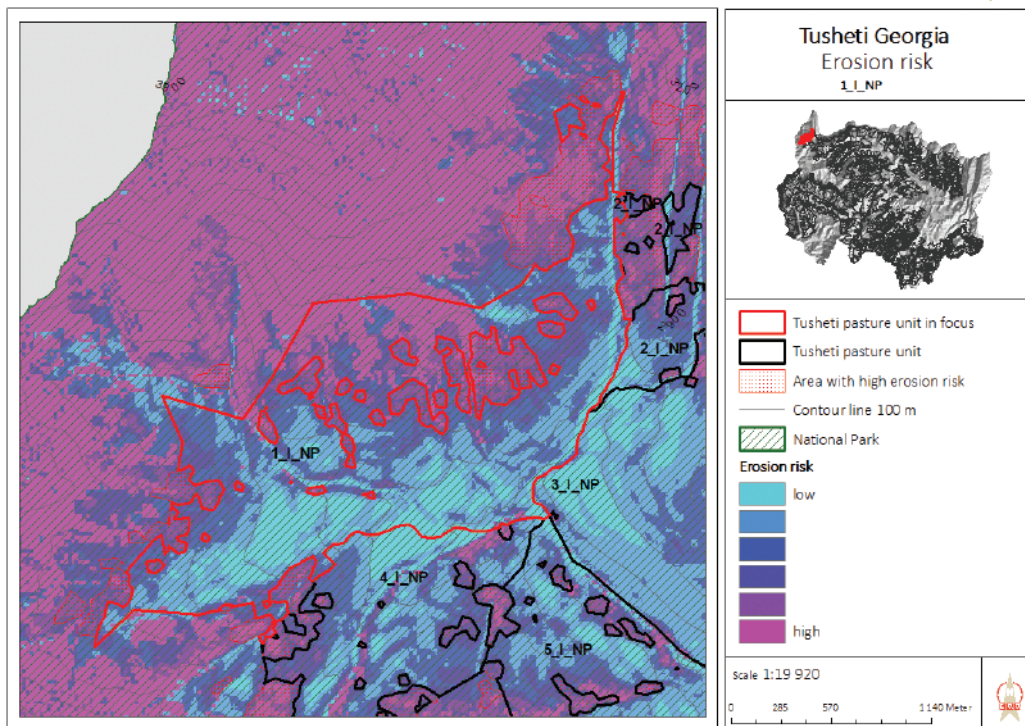 Tusheti Georgia
Erosion risk
1_I_NP
2_I_NP
2_I_NP
2_I_NP
1_I_NP
3_I_NP
4_I_NP
5_I_NP
Tusheti pasture unit in focus
Tusheti pasture unit
Area with high erosion risk
Contour line 100 m
National Park
Erosion risk
low
high
Scale 1:19 920
0 285 570 1 140 Meter